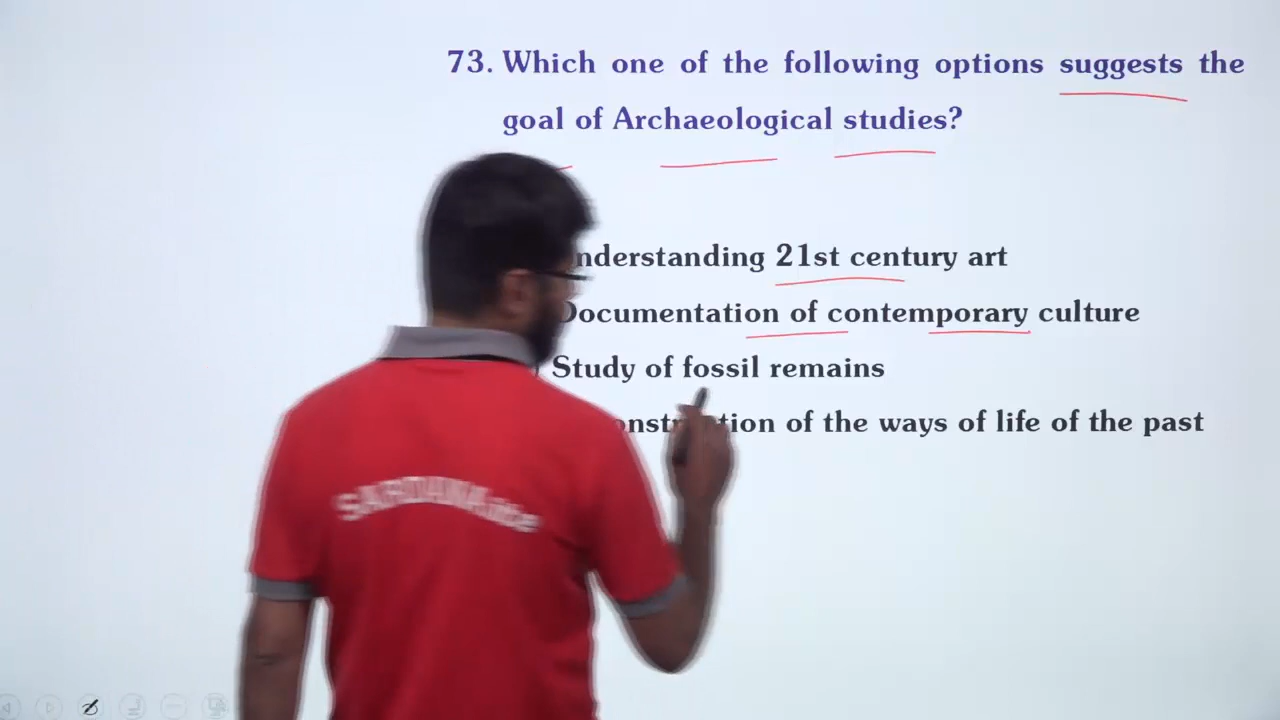 73. Which one of the following options suggests the
goal of Archaeological studies?
nderstanding 21st century art
Documentation of contemporary culture
) Study of fossil remains
onstruction of the ways of life of the past